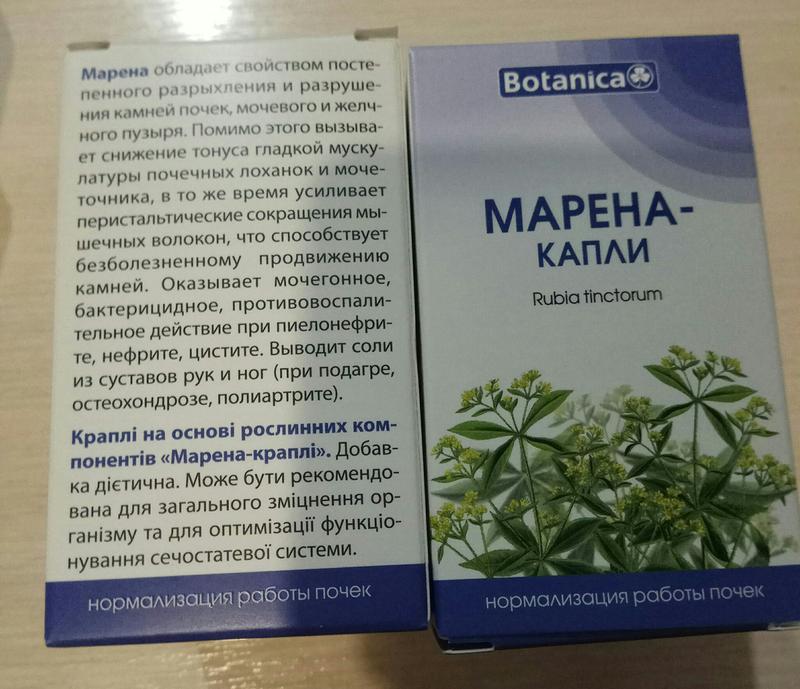 Марена обладает свойством посте-
пенного разрыхления и разруше-
ния камней почек, мочевого и желч-
ного пузыря. Помимо этого вызыва-
ет снижение тонуса гладкой муску-
латуры почечных лоханок и моче-
точника, в то же время усиливает
перистальтические сокращения мы-
шечных волокон, что способствует
безболезненному продвижению
камней. Оказывает мочегонное,
бактерицидное, противовоспали-
тельное действие при пиелонефри-
те, нефрите, цистите. Выводит соли
из суставов рук и ног (при подагре,
остеохондрозе, полиартрите).
Краплі на основі рослинних ком-
понентів «Марена-краплі». Добав-
ка дієтична. Може бути рекомендо-
вана для загального зміцнення ор-
ганізму та для оптимізації функціо-
нування сечостатевої системи.
нормализация работы почек
Botanica
МАРЕНА-
КАПЛИ
Rubia tinctorum
нормализация работы почек